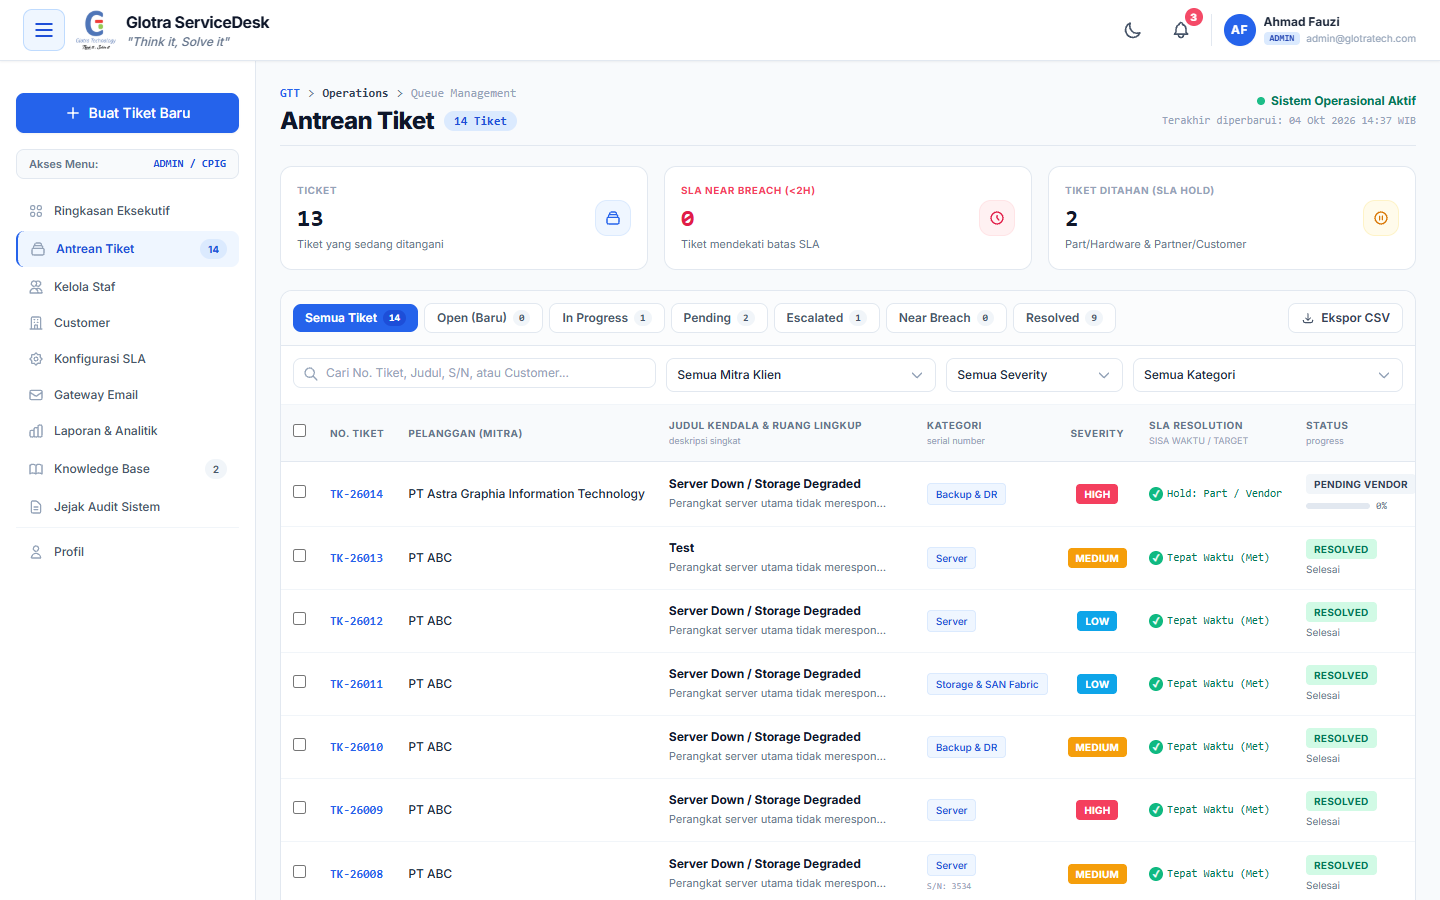 Glotra ServiceDesk
"Think it, Solve it"
3
AF
Ahmad Fauzi
ADMIN admin@glotratech.com
Buat Tiket Baru
Akses Menu: ADMIN / CPIG
Ringkasan Eksekutif
Antrean Tiket 14
Kelola Staf
Customer
Konfigurasi SLA
Gateway Email
Laporan & Analitik
Knowledge Base 2
Jejak Audit Sistem
Profil
GTT > Operations > Queue Management
Antrean Tiket 14 Tiket
Sistem Operasional Aktif
Terakhir diperbarui: 04 Okt 2026 14:37 WIB
TICKET
13
Tiket yang sedang ditangani
SLA NEAR BREACH (<2H)
0
Tiket mendekati batas SLA
TIKET DITAHAN (SLA HOLD)
2
Part/Hardware & Partner/Customer
Semua Tiket 14 Open (Baru) 0 In Progress 1 Pending 2 Escalated 1 Near Breach 0 Resolved 9 Ekspor CSV
Cari No. Tiket, Judul, S/N, atau Customer... Semua Mitra Klien Semua Severity Semua Kategori
NO. TIKET PELANGGAN (MITRA) JUDUL KENDALA & RUANG LINGKUP KATEGORI SEVERITY SLA RESOLUTION STATUS
deskripsi singkat serial number SISA WAKTU / TARGET progress
TK-26014 PT Astra Graphia Information Technology Server Down / Storage Degraded Backup & DR HIGH Hold: Part / Vendor PENDING VENDOR
Perangkat server utama tidak merespon... 0%
TK-26013 PT ABC Test Server MEDIUM Tepat Waktu (Met) RESOLVED
Perangkat server utama tidak merespon... Selesai
TK-26012 PT ABC Server Down / Storage Degraded Server LOW Tepat Waktu (Met) RESOLVED
Perangkat server utama tidak merespon... Selesai
TK-26011 PT ABC Server Down / Storage Degraded Storage & SAN Fabric LOW Tepat Waktu (Met) RESOLVED
Perangkat server utama tidak merespon... Selesai
TK-26010 PT ABC Server Down / Storage Degraded Backup & DR MEDIUM Tepat Waktu (Met) RESOLVED
Perangkat server utama tidak merespon... Selesai
TK-26009 PT ABC Server Down / Storage Degraded Server HIGH Tepat Waktu (Met) RESOLVED
Perangkat server utama tidak merespon... Selesai
TK-26008 PT ABC Server Down / Storage Degraded Server MEDIUM Tepat Waktu (Met) RESOLVED
Perangkat server utama tidak merespon... S/N: 3534 Selesai